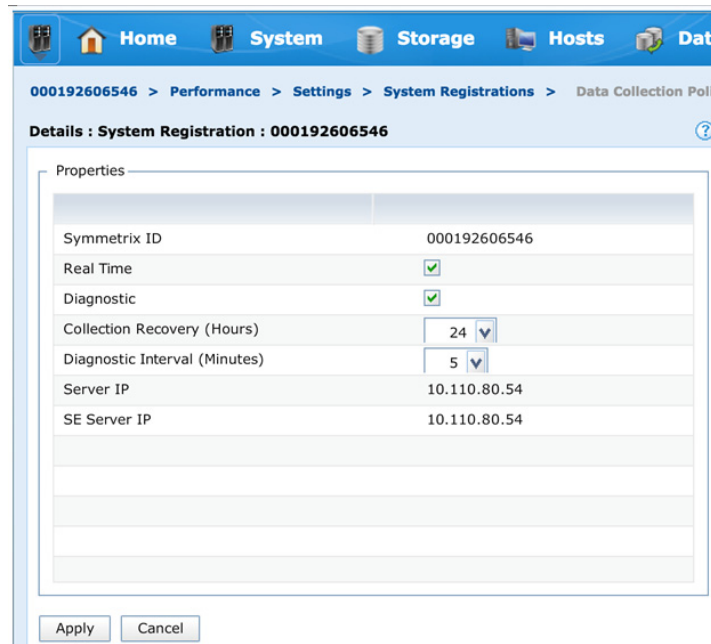 Home System Storage Hosts Dat
000192606546 > Performance > Settings > System Registrations > Data Collection Poli
Details : System Registration : 000192606546 ?
Properties
Symmetrix ID 000192606546
Real Time
Diagnostic
Collection Recovery (Hours) 24
Diagnostic Interval (Minutes) 5
Server IP 10.110.80.54
SE Server IP 10.110.80.54
Apply Cancel